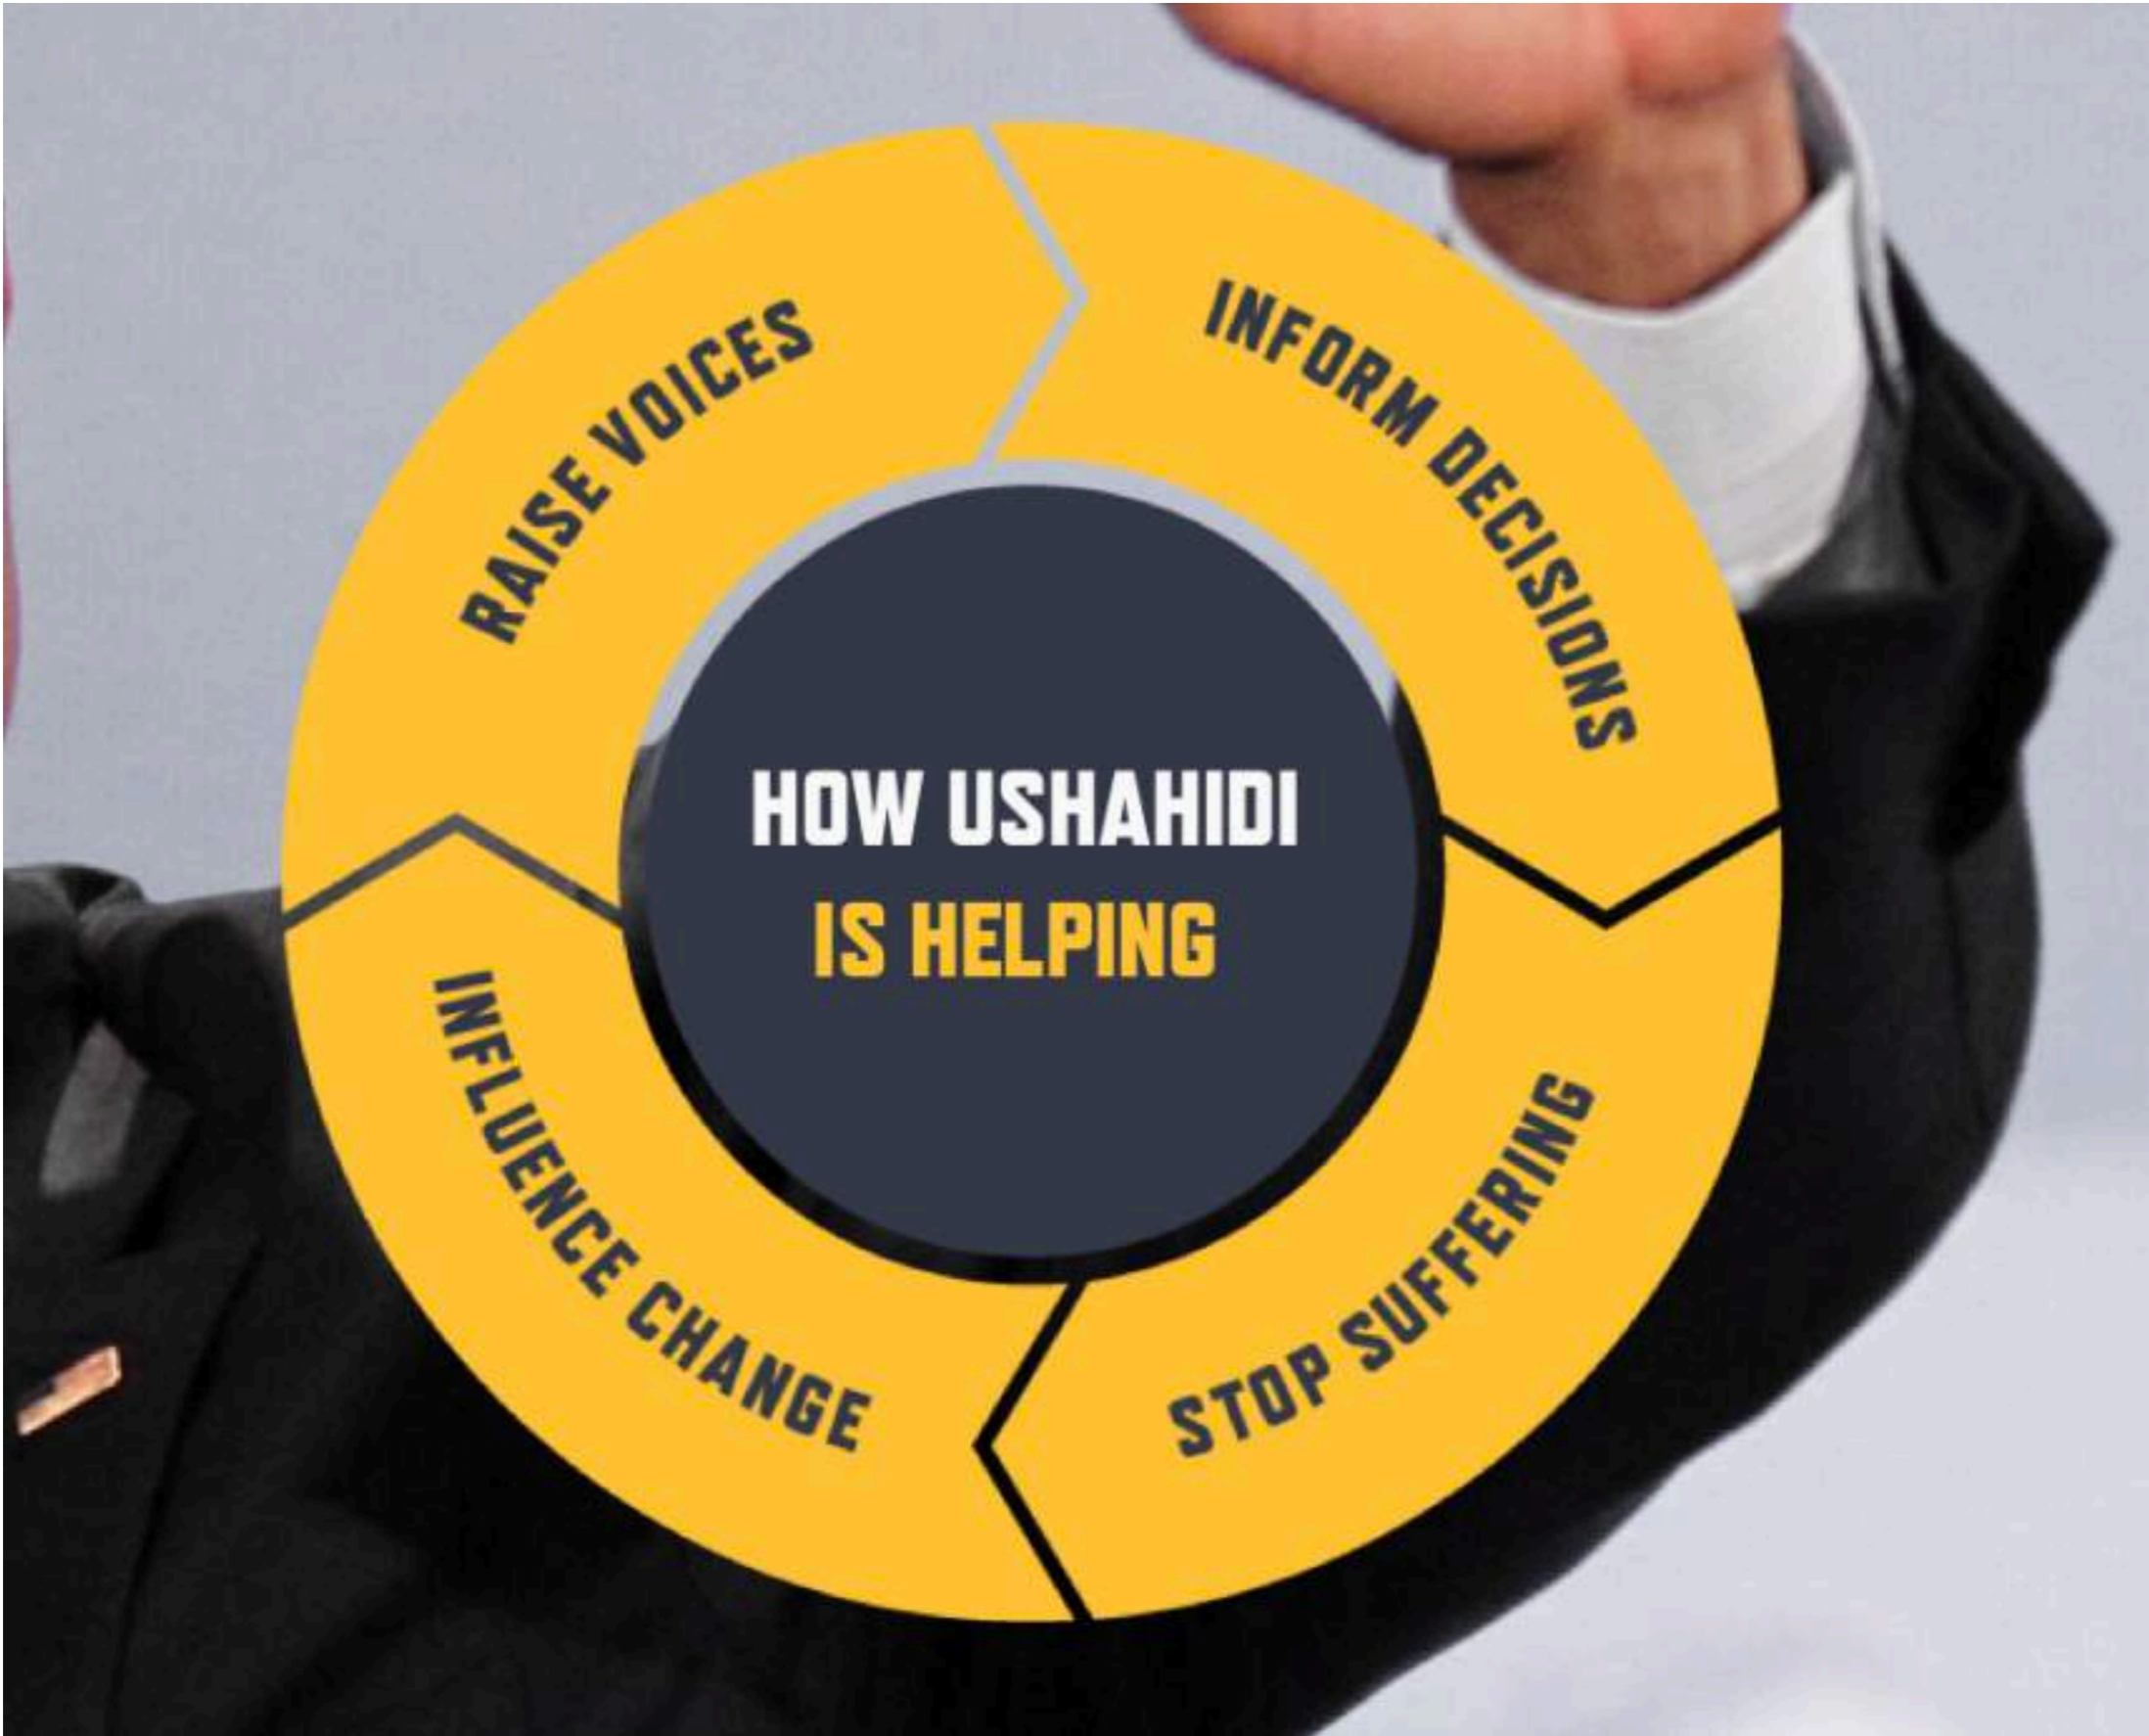 HOW USHAHIDI
IS HELPING
RAISE VOICES
INFORM DECISIONS
STOP SUFFERING
INFLUENCE CHANGE